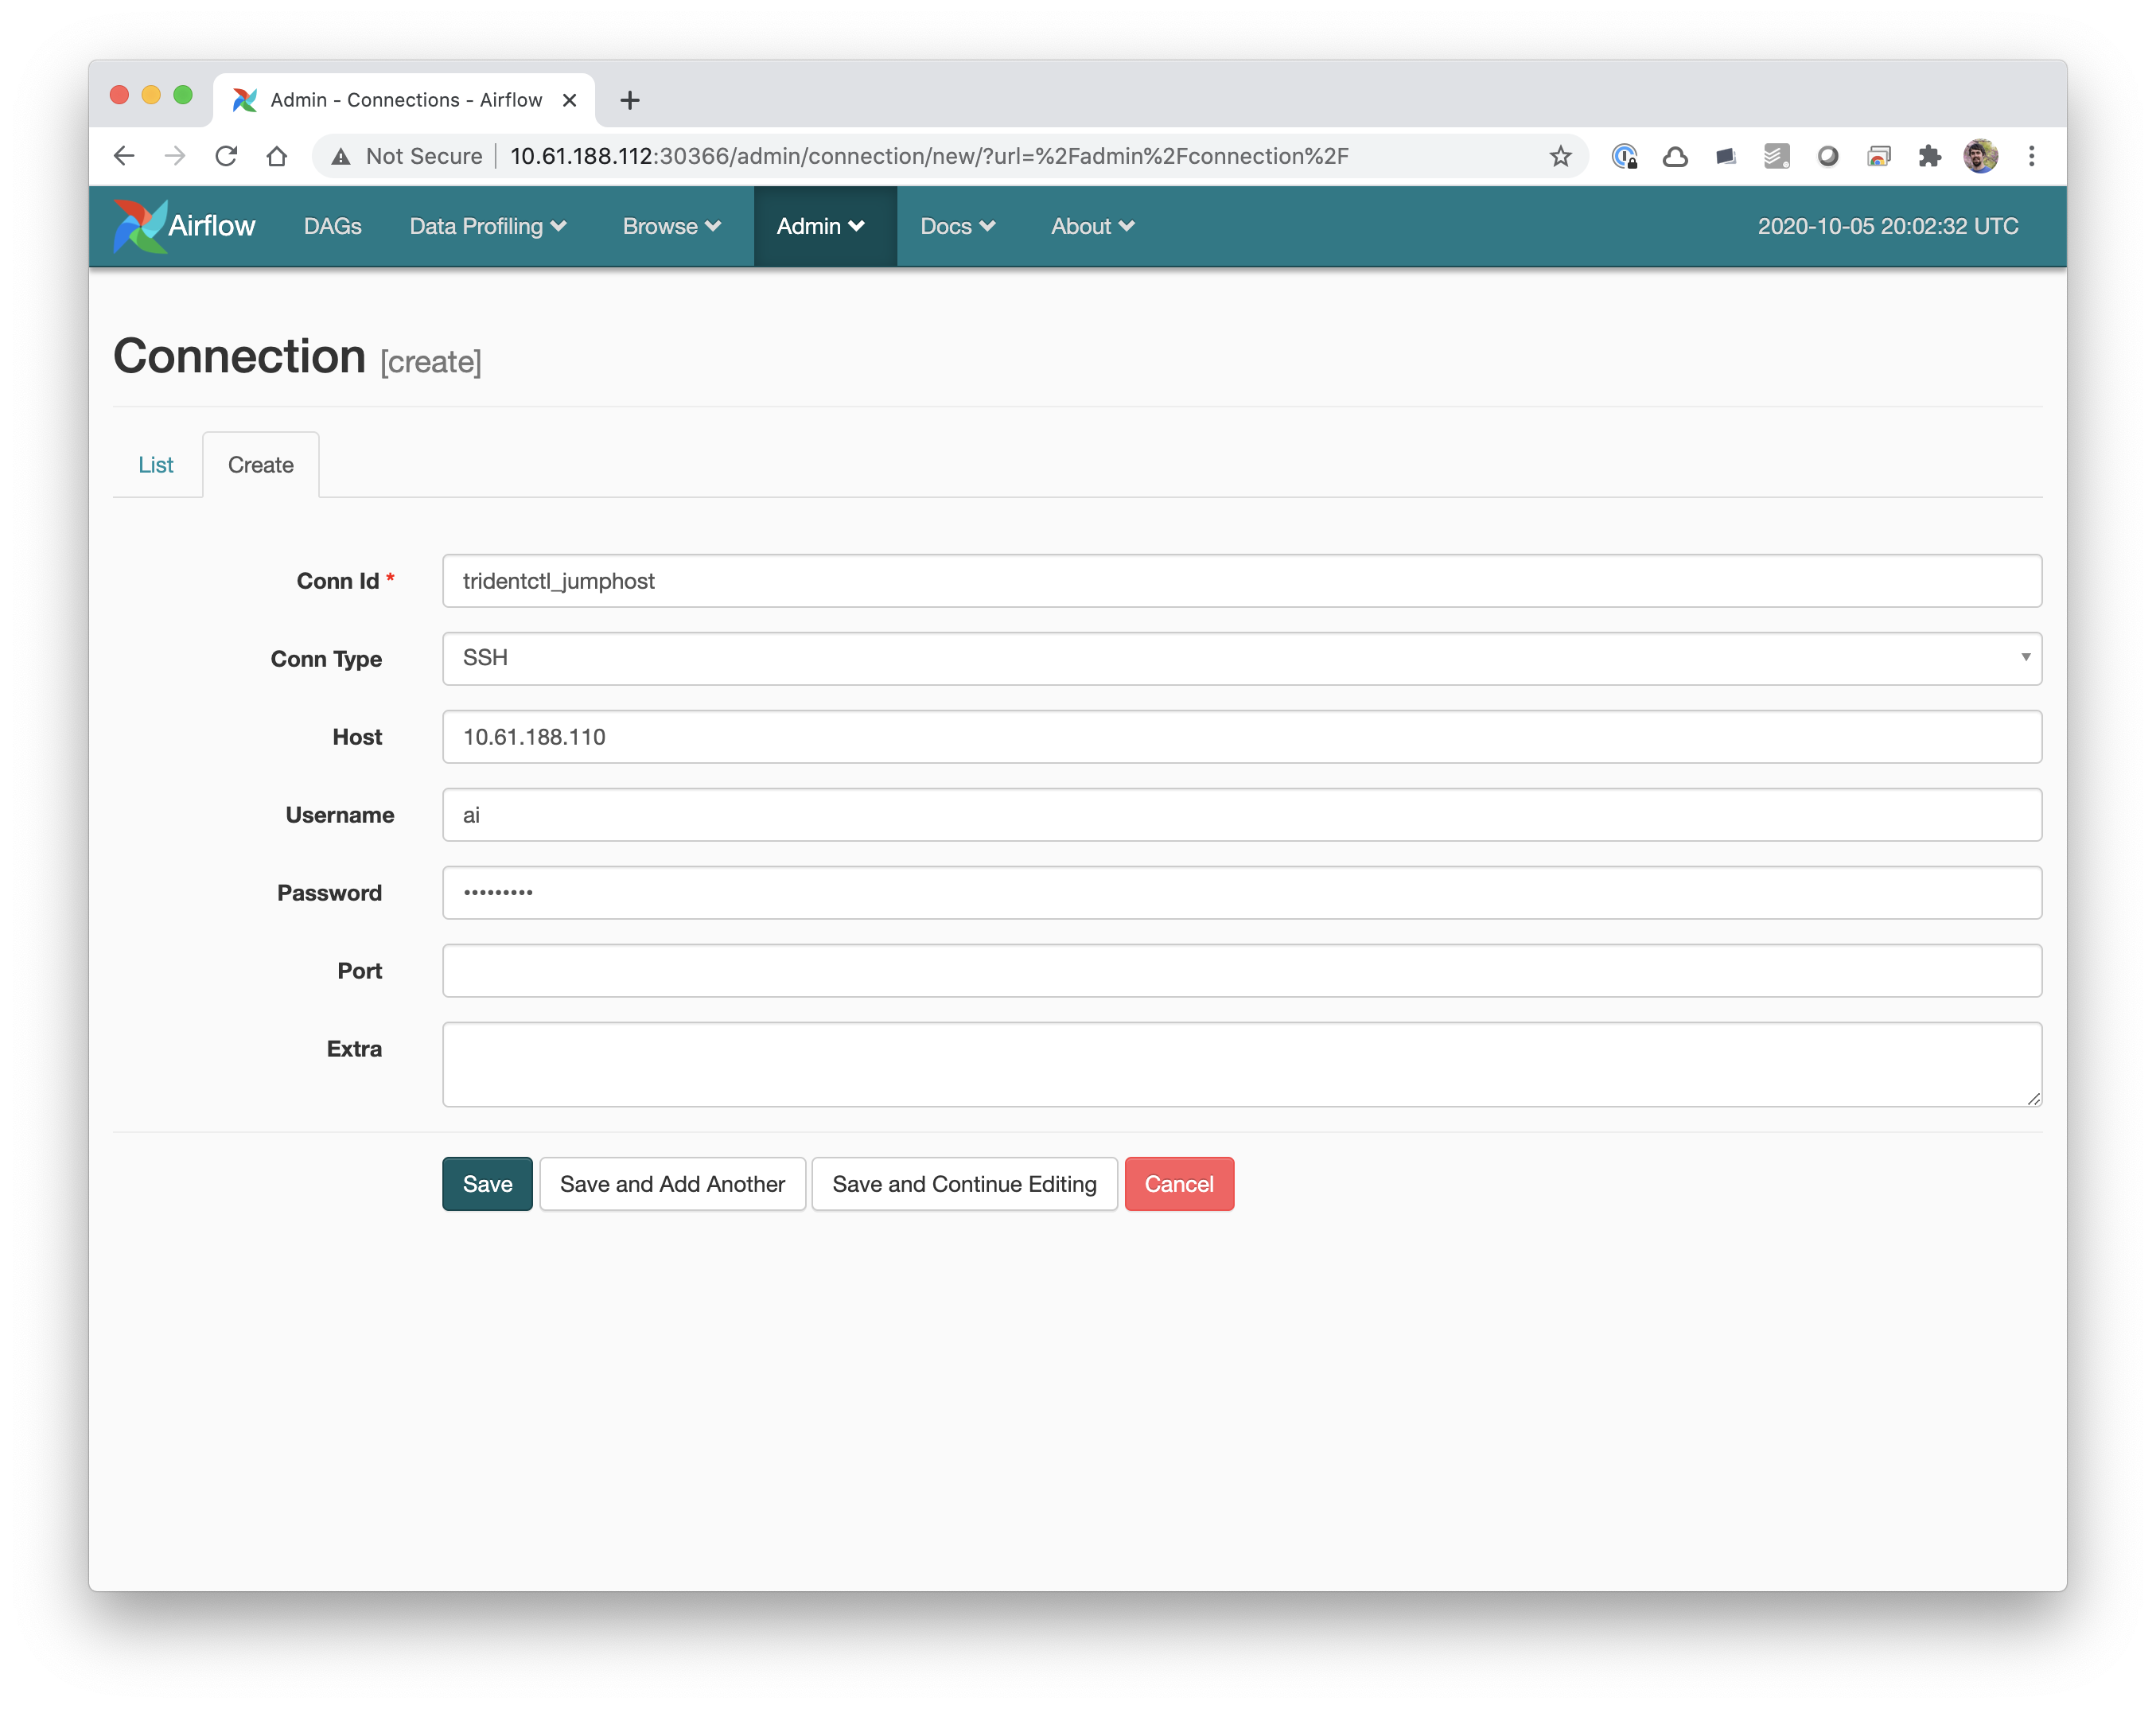 Admin - Connections - Airflow
Not Secure 10.61.188.112:30366/admin/connection/new/?url=%2Fadmin%2Fconnection%2F
Airflow DAGs Data Profiling Browse Admin Docs About 2020-10-05 20:02:32 UTC
Connection [create]
List Create
Conn Id * tridentctl_jumphost
Conn Type SSH
Host 10.61.188.110
Username ai
Password •••••••••
Port
Extra
Save Save and Add Another Save and Continue Editing Cancel